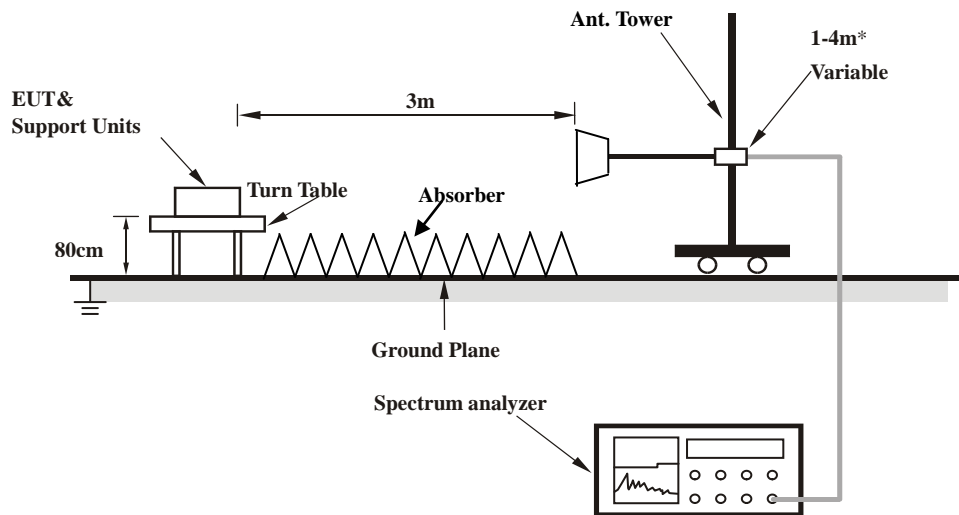 Ant. Tower
1-4m*
Variable
3m
EUT&
Support Units
Turn Table
Absorber
80cm
Ground Plane
Spectrum analyzer